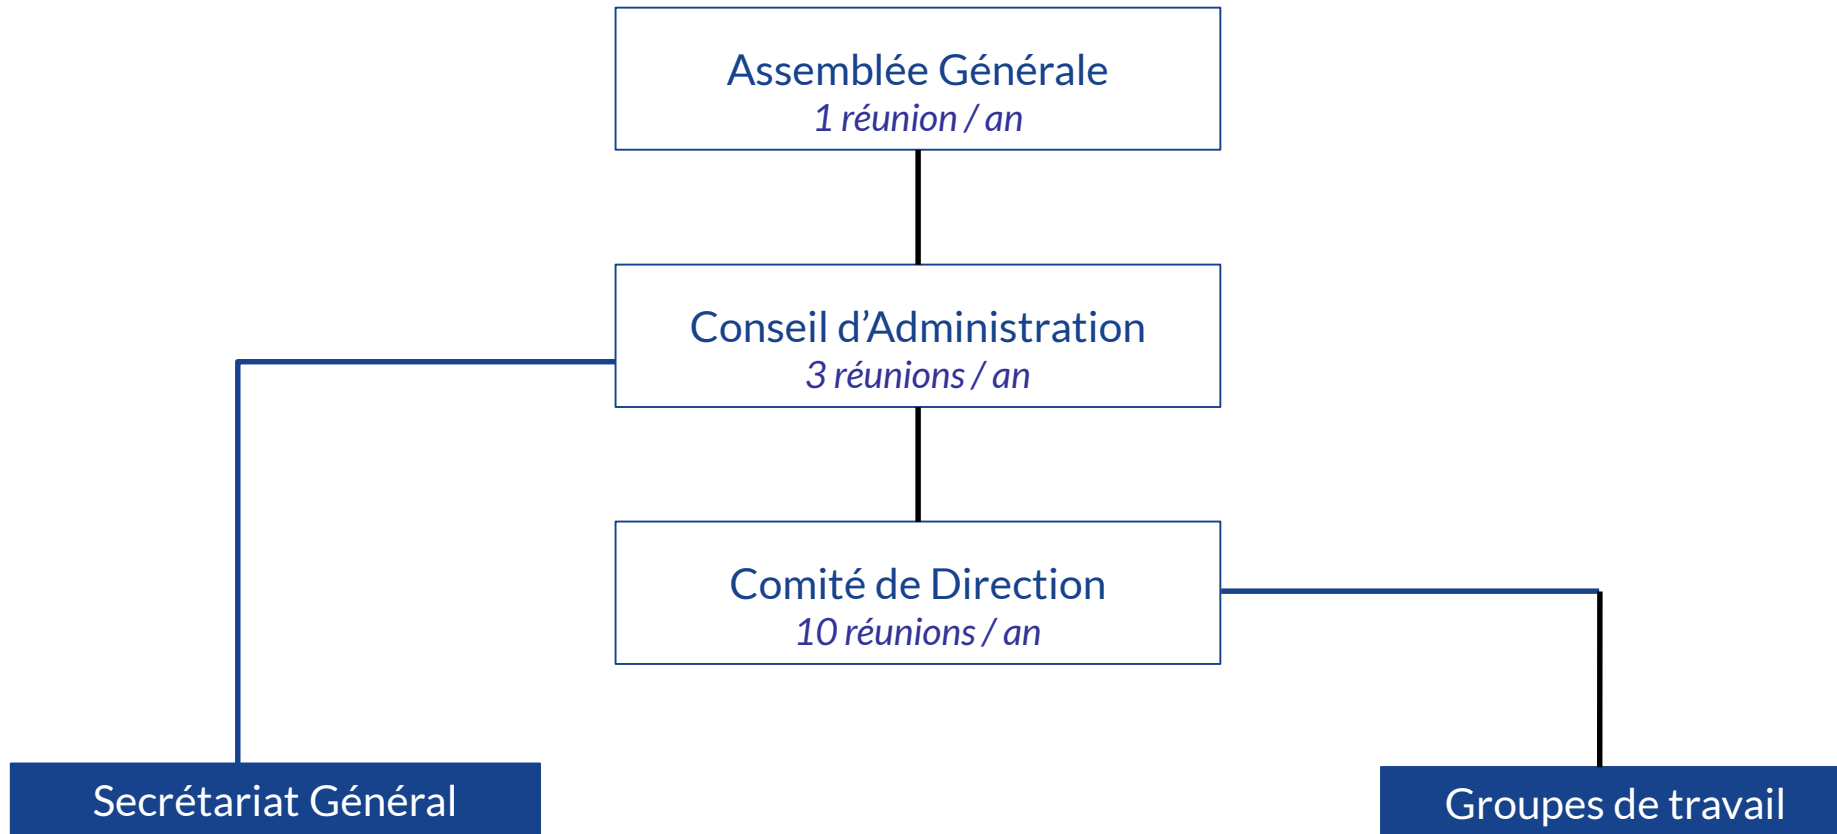 Assemblée Générale
1 réunion / an
Conseil d’Administration
3 réunions / an
Comité de Direction
10 réunions / an
Secrétariat Général
Groupes de travail